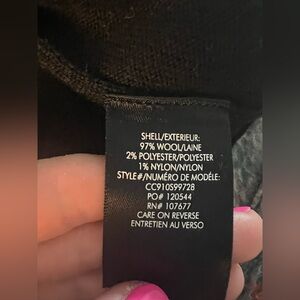 SHELL/EXTERIEUR:
97% WOOL/LAINE
2% POLYESTER/POLYESTER
1% NYLON/NYLON
STYLE#/NUMÉRO DE MODÈLE:
CC910S99728
PO# 120544
RN# 107677
CARE ON REVERSE
ENTRETIEN AU VERSO